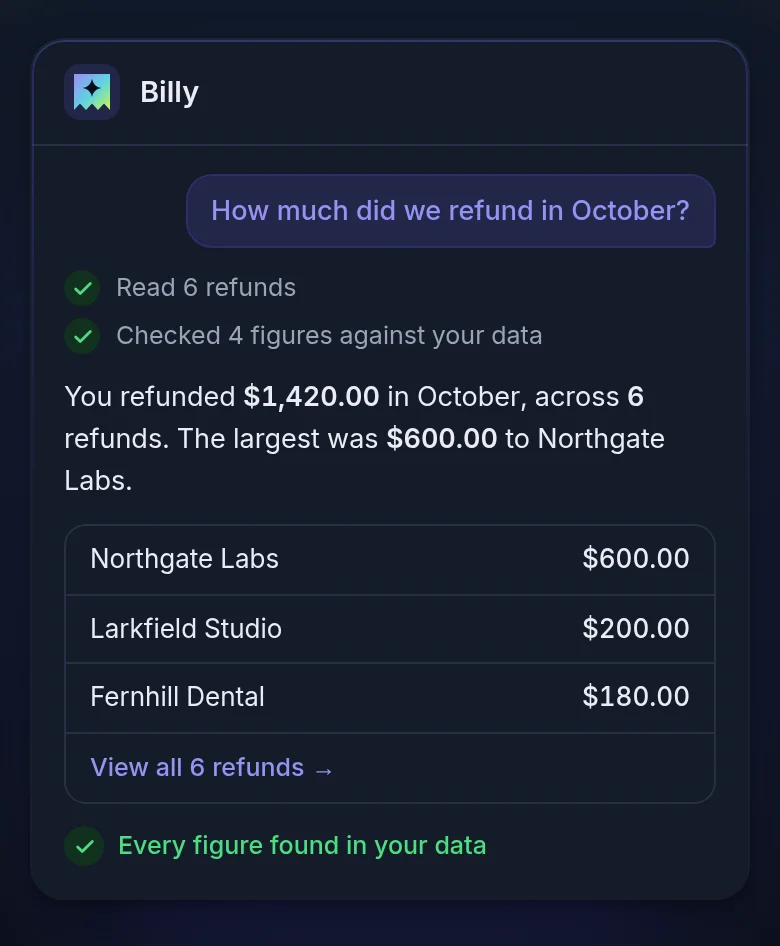 Billy
How much did we refund in October?
Read 6 refunds
Checked 4 figures against your data
You refunded $1,420.00 in October, across 6
refunds. The largest was $600.00 to Northgate
Labs.
Northgate Labs $600.00
Larkfield Studio $200.00
Fernhill Dental $180.00
View all 6 refunds →
Every figure found in your data